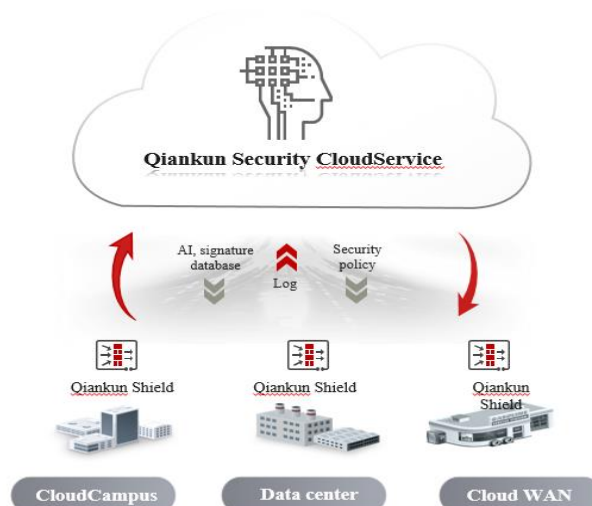 Qiankun Security CloudService
AI, signature
database
Log
Security
policy
Qiankun Shield
Qiankun Shield
Qiankun
Shield
CloudCampus
Data center
Cloud WAN